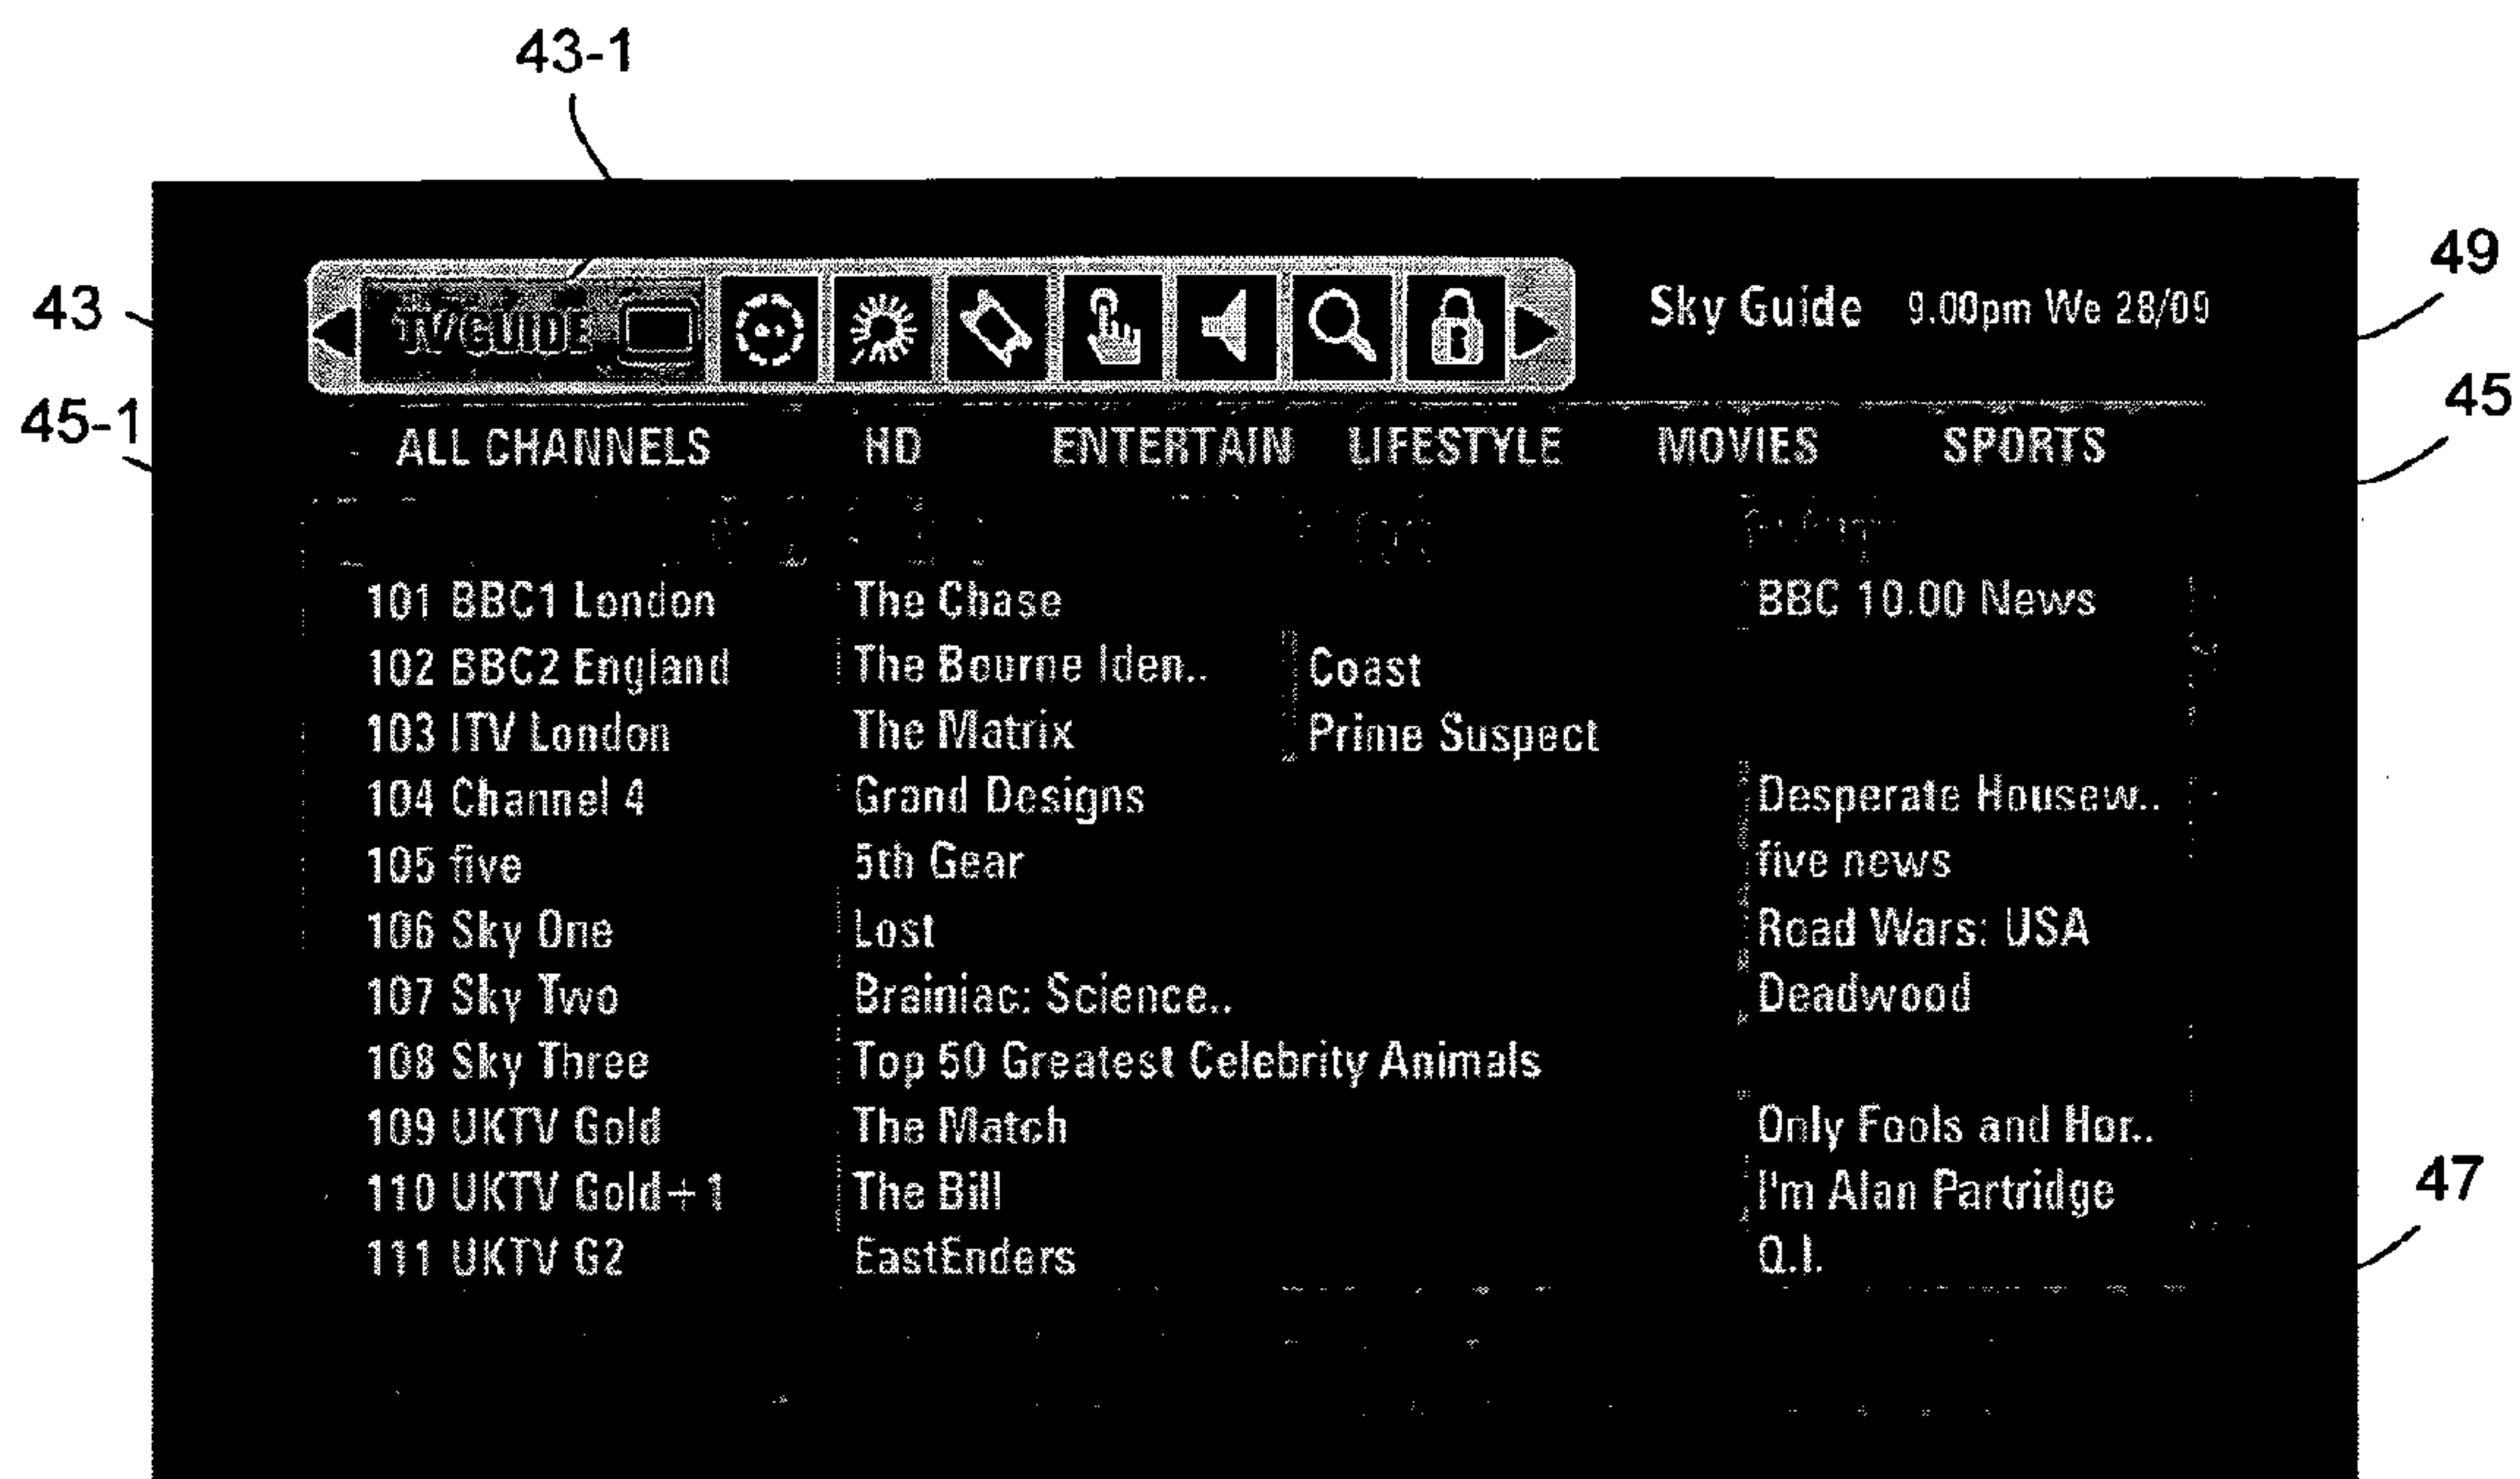 43-1
49
43
TV GUIDE
Sky Guide 9.00pm We 28/09
45
45-1
ALL CHANNELS HD ENTERTAIN LIFESTYLE MOVIES SPORTS
101 BBC1 London The Chase BBC 10.00 News
102 BBC2 England The Bourne Iden.. Coast
103 ITV London The Matrix Prime Suspect
104 Channel 4 Grand Designs Desperate Housew..
105 five 5th Gear five news
106 Sky One Lost Road Wars: USA
107 Sky Two Brainiac: Science.. Deadwood
108 Sky Three Top 50 Greatest Celebrity Animals
109 UKTV Gold The Match Only Fools and Hor..
110 UKTV Gold+1 The Bill I'm Alan Partridge
47
111 UKTV G2 EastEnders Q.I.